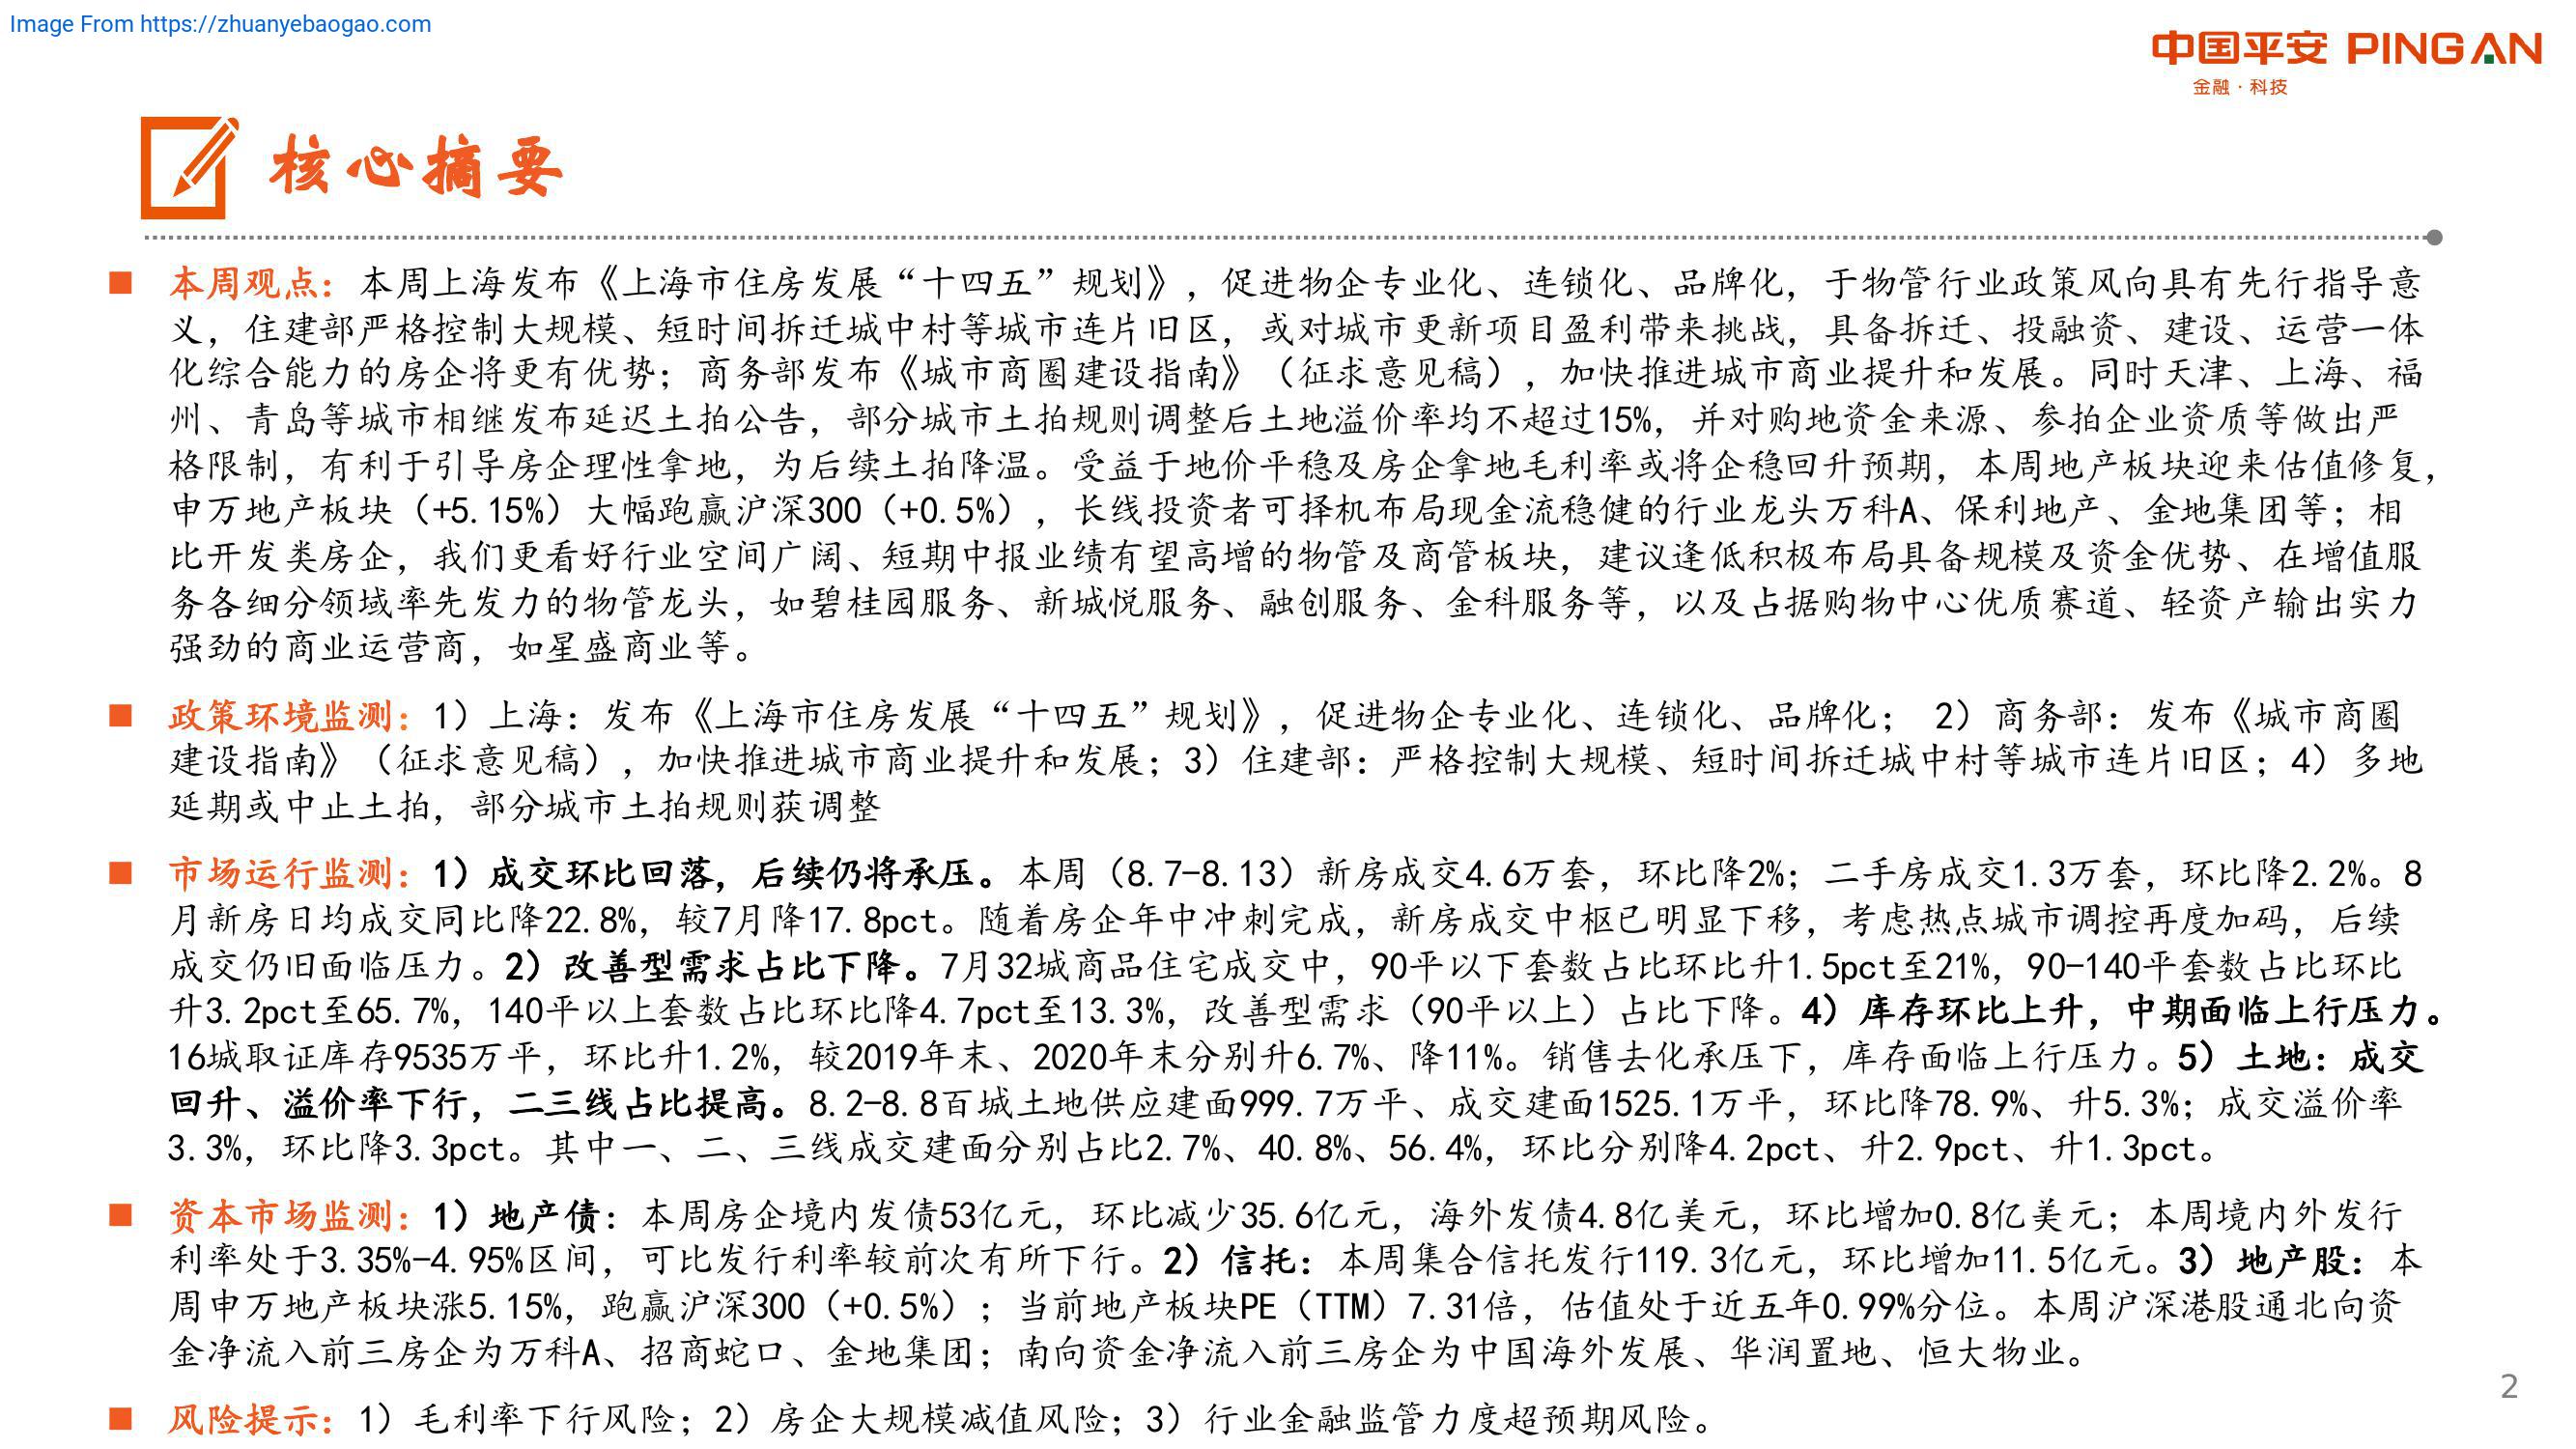 Image From https://zhuanyebaogao.com
中国平安 PINGAN
金融·科技
核心摘要
■ 本周观点：本周上海发布《上海市住房发展“十四五”规划》，促进物企专业化、连锁化、品牌化，于物管行业政策风向具有先行指导意
义，住建部严格控制大规模、短时间拆迁城中村等城市连片旧区，或对城市更新项目盈利带来挑战，具备拆迁、投融资、建设、运营一体
化综合能力的房企将更有优势；商务部发布《城市商圈建设指南》（征求意见稿），加快推进城市商业提升和发展。同时天津、上海、福
州、青岛等城市相继发布延迟土拍公告，部分城市土拍规则调整后土地溢价率均不超过15%，并对购地资金来源、参拍企业资质等做出严
格限制，有利于引导房企理性拿地，为后续土拍降温。受益于地价平稳及房企拿地毛利率或将企稳回升预期，本周地产板块迎来估值修复，
申万地产板块（+5.15%）大幅跑赢沪深300（+0.5%），长线投资者可择机布局现金流稳健的行业龙头万科A、保利地产、金地集团等；相
比开发类房企，我们更看好行业空间广阔、短期中报业绩有望高增的物管及商管板块，建议逢低积极布局具备规模及资金优势、在增值服
务各细分领域率先发力的物管龙头，如碧桂园服务、新城悦服务、融创服务、金科服务等，以及占据购物中心优质赛道、轻资产输出实力
强劲的商业运营商，如星盛商业等。
■ 政策环境监测：1）上海：发布《上海市住房发展“十四五”规划》，促进物企专业化、连锁化、品牌化； 2）商务部：发布《城市商圈
建设指南》（征求意见稿），加快推进城市商业提升和发展；3）住建部：严格控制大规模、短时间拆迁城中村等城市连片旧区；4）多地
延期或中止土拍，部分城市土拍规则获调整
■ 市场运行监测：1）成交环比回落，后续仍将承压。本周（8.7-8.13）新房成交4.6万套，环比降2%；二手房成交1.3万套，环比降2.2%。8
月新房日均成交同比降22.8%，较7月降17.8pct。随着房企年中冲刺完成，新房成交中枢已明显下移，考虑热点城市调控再度加码，后续
成交仍旧面临压力。2）改善型需求占比下降。7月32城商品住宅成交中，90平以下套数占比环比升1.5pct至21%，90-140平套数占比环比
升3.2pct至65.7%，140平以上套数占比环比降4.7pct至13.3%，改善型需求（90平以上）占比下降。4）库存环比上升，中期面临上行压力。
16城取证库存9535万平，环比升1.2%，较2019年末、2020年末分别升6.7%、降11%。销售去化承压下，库存面临上行压力。5）土地：成交
回升、溢价率下行，二三线占比提高。8.2-8.8百城土地供应建面999.7万平、成交建面1525.1万平，环比降78.9%、升5.3%；成交溢价率
3.3%，环比降3.3pct。其中一、二、三线成交建面分别占比2.7%、40.8%、56.4%，环比分别降4.2pct、升2.9pct、升1.3pct。
■ 资本市场监测：1）地产债：本周房企境内发债53亿元，环比减少35.6亿元，海外发债4.8亿美元，环比增加0.8亿美元；本周境内外发行
利率处于3.35%-4.95%区间，可比发行利率较前次有所下行。2）信托：本周集合信托发行119.3亿元，环比增加11.5亿元。3）地产股：本
周申万地产板块涨5.15%，跑赢沪深300（+0.5%）；当前地产板块PE（TTM）7.31倍，估值处于近五年0.99%分位。本周沪深港股通北向资
金净流入前三房企为万科A、招商蛇口、金地集团；南向资金净流入前三房企为中国海外发展、华润置地、恒大物业。
■ 风险提示：1）毛利率下行风险；2）房企大规模减值风险；3）行业金融监管力度超预期风险。
2